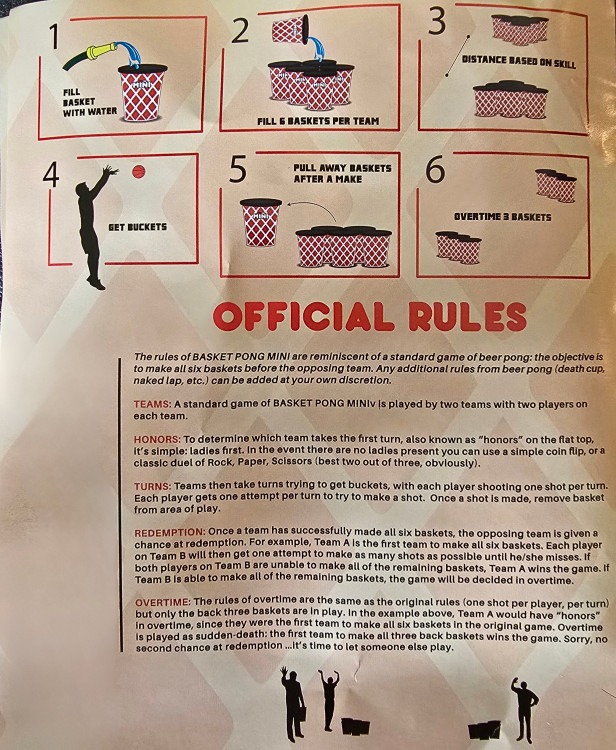 1
FILL
BASKET
WITH WATER
MINI
2
MINI
MINI
MINI
FILL 6 BASKETS PER TEAM
3
DISTANCE BASED ON SKILL
4
GET BUCKETS
5
PULL AWAY BASKETS
AFTER A MAKE
MINI
6
OVERTIME 3 BASKETS
OFFICIAL RULES
The rules of BASKET PONG MINI are reminiscent of a standard game of beer pong: the objective is
to make all six baskets before the opposing team. Any additional rules from beer pong (death cup,
naked lap, etc.) can be added at your own discretion.
TEAMS: A standard game of BASKET PONG MINIv is played by two teams with two players on
each team.
HONORS: To determine which team takes the first turn, also known as “honors” on the flat top,
it’s simple: ladies first. In the event there are no ladies present you can use a simple coin flip, or a
classic duel of Rock, Paper, Scissors (best two out of three, obviously).
TURNS: Teams then take turns trying to get buckets, with each player shooting one shot per turn.
Each player gets one attempt per turn to try to make a shot. Once a shot is made, remove basket
from area of play.
REDEMPTION: Once a team has successfully made all six baskets, the opposing team is given a
chance at redemption. For example, Team A is the first team to make all six baskets. Each player
on Team B will then get one attempt to make as many shots as possible until he/she misses. If
both players on Team B are unable to make all of the remaining baskets, Team A wins the game. If
Team B is able to make all of the remaining baskets, the game will be decided in overtime.
OVERTIME: The rules of overtime are the same as the original rules (one shot per player, per turn)
but only the back three baskets are in play. In the example above, Team A would have “honors”
in overtime, since they were the first team to make all six baskets in the original game. Overtime
is played as sudden-death: the first team to make all three back baskets wins the game. Sorry, no
second chance at redemption ...it’s time to let someone else play.